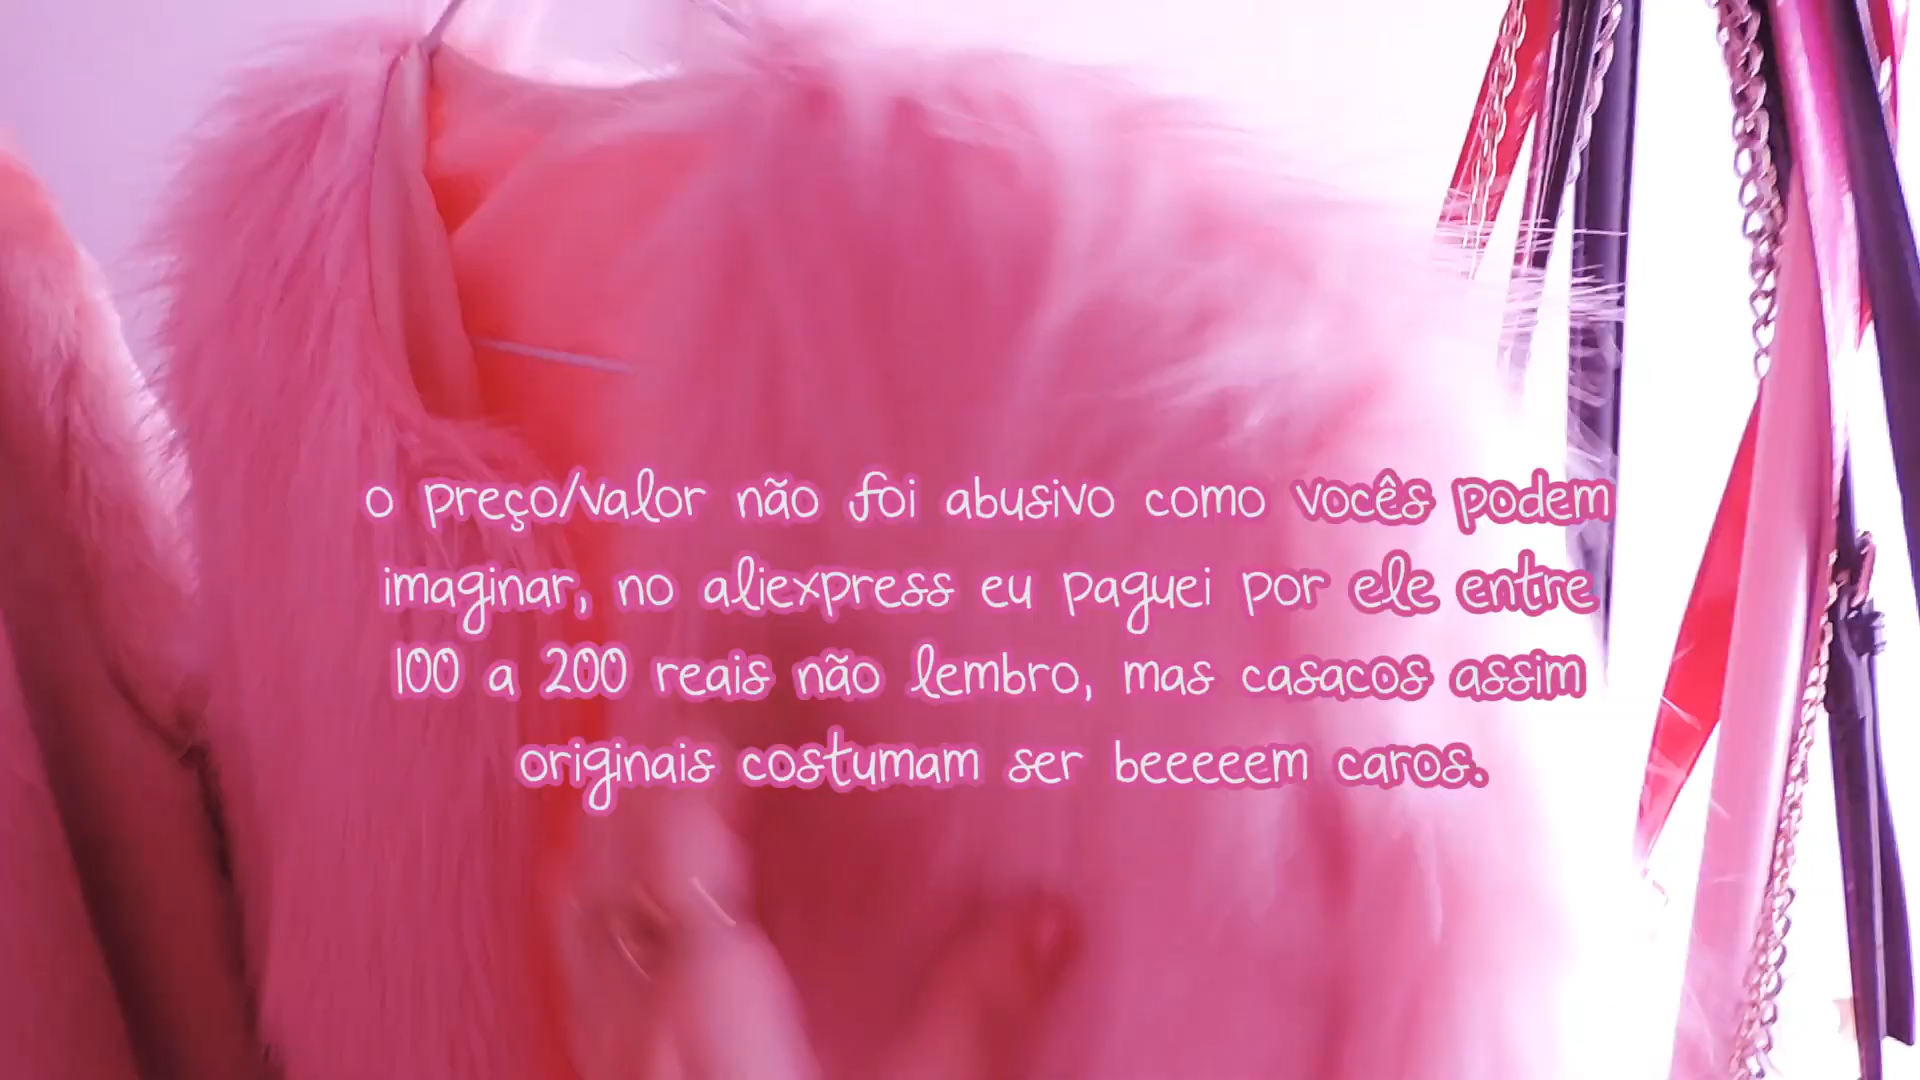 o preço/valor não foi abusivo como vocês podem
imaginar, no aliexpress eu paguei por ele entre
100 a 200 reais não lembro, mas casacos assim
originais costumam ser beeeeem caros.